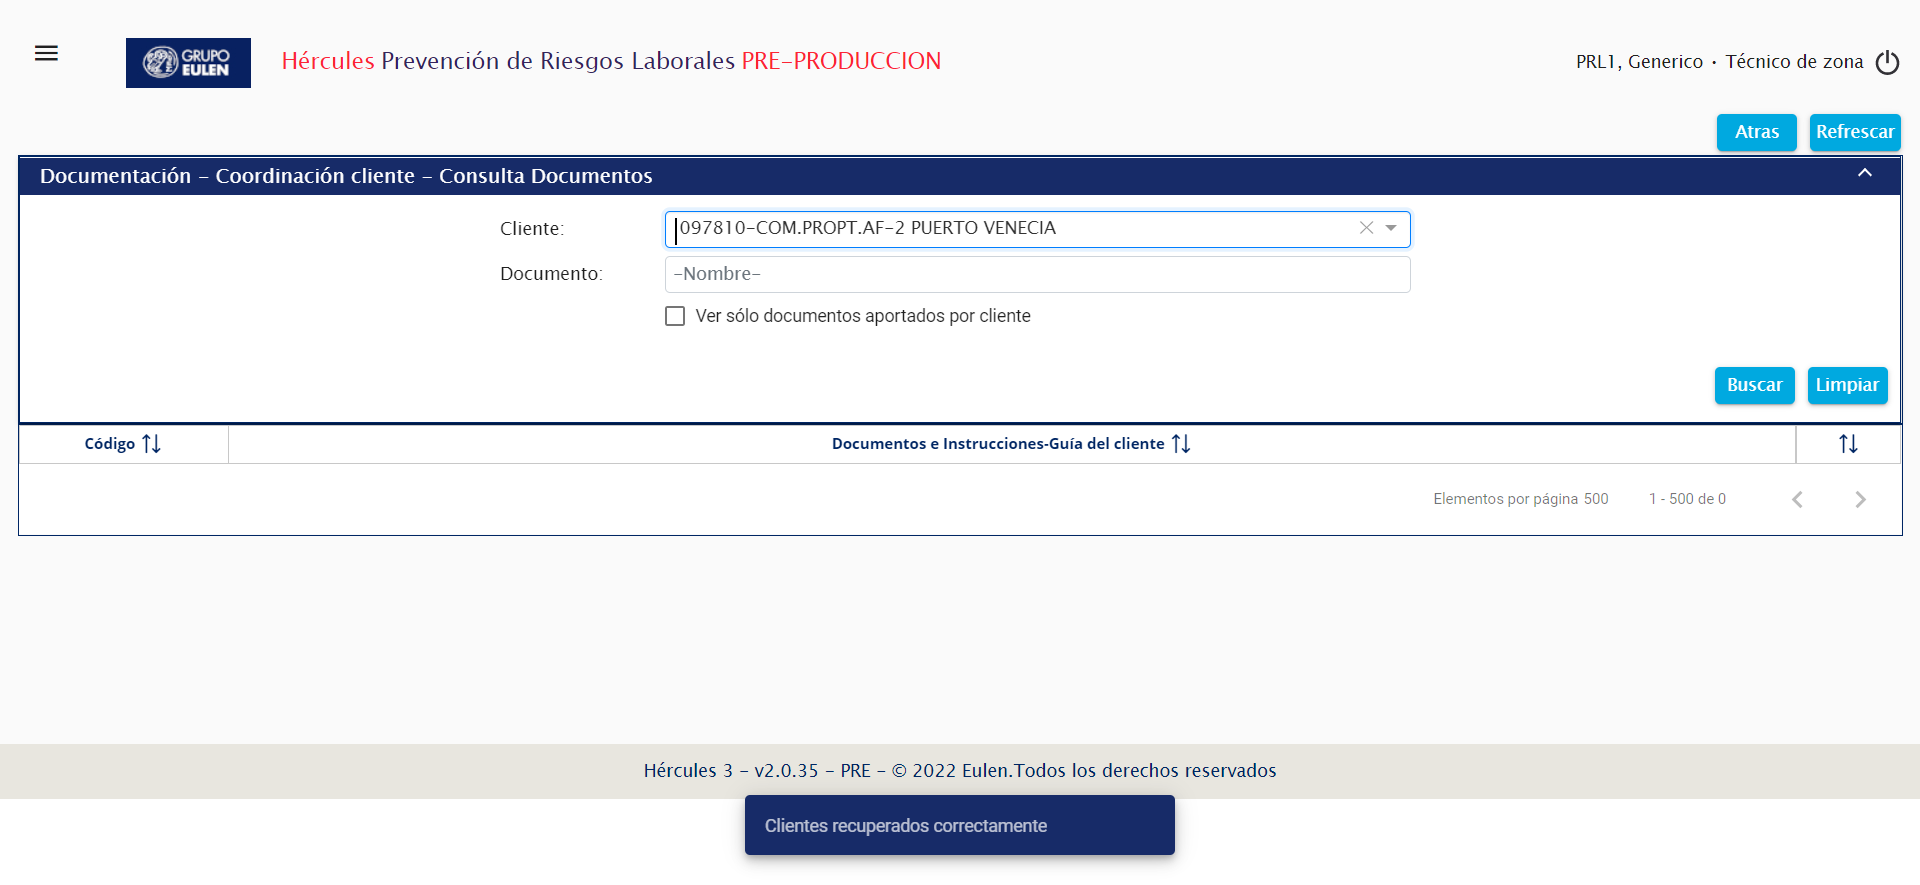 GRUPO
EULEN
Hércules Prevención de Riesgos Laborales PRE-PRODUCCION
PRL1, Generico · Técnico de zona
Atras
Refrescar
Documentación - Coordinación cliente - Consulta Documentos
Cliente:
097810-COM.PROPT.AF-2 PUERTO VENECIA
Documento:
-Nombre-
Ver sólo documentos aportados por cliente
Buscar
Limpiar
Código
Documentos e Instrucciones-Guía del cliente
Elementos por página 500
1 - 500 de 0
Hércules 3 - v2.0.35 - PRE - © 2022 Eulen.Todos los derechos reservados
Clientes recuperados correctamente